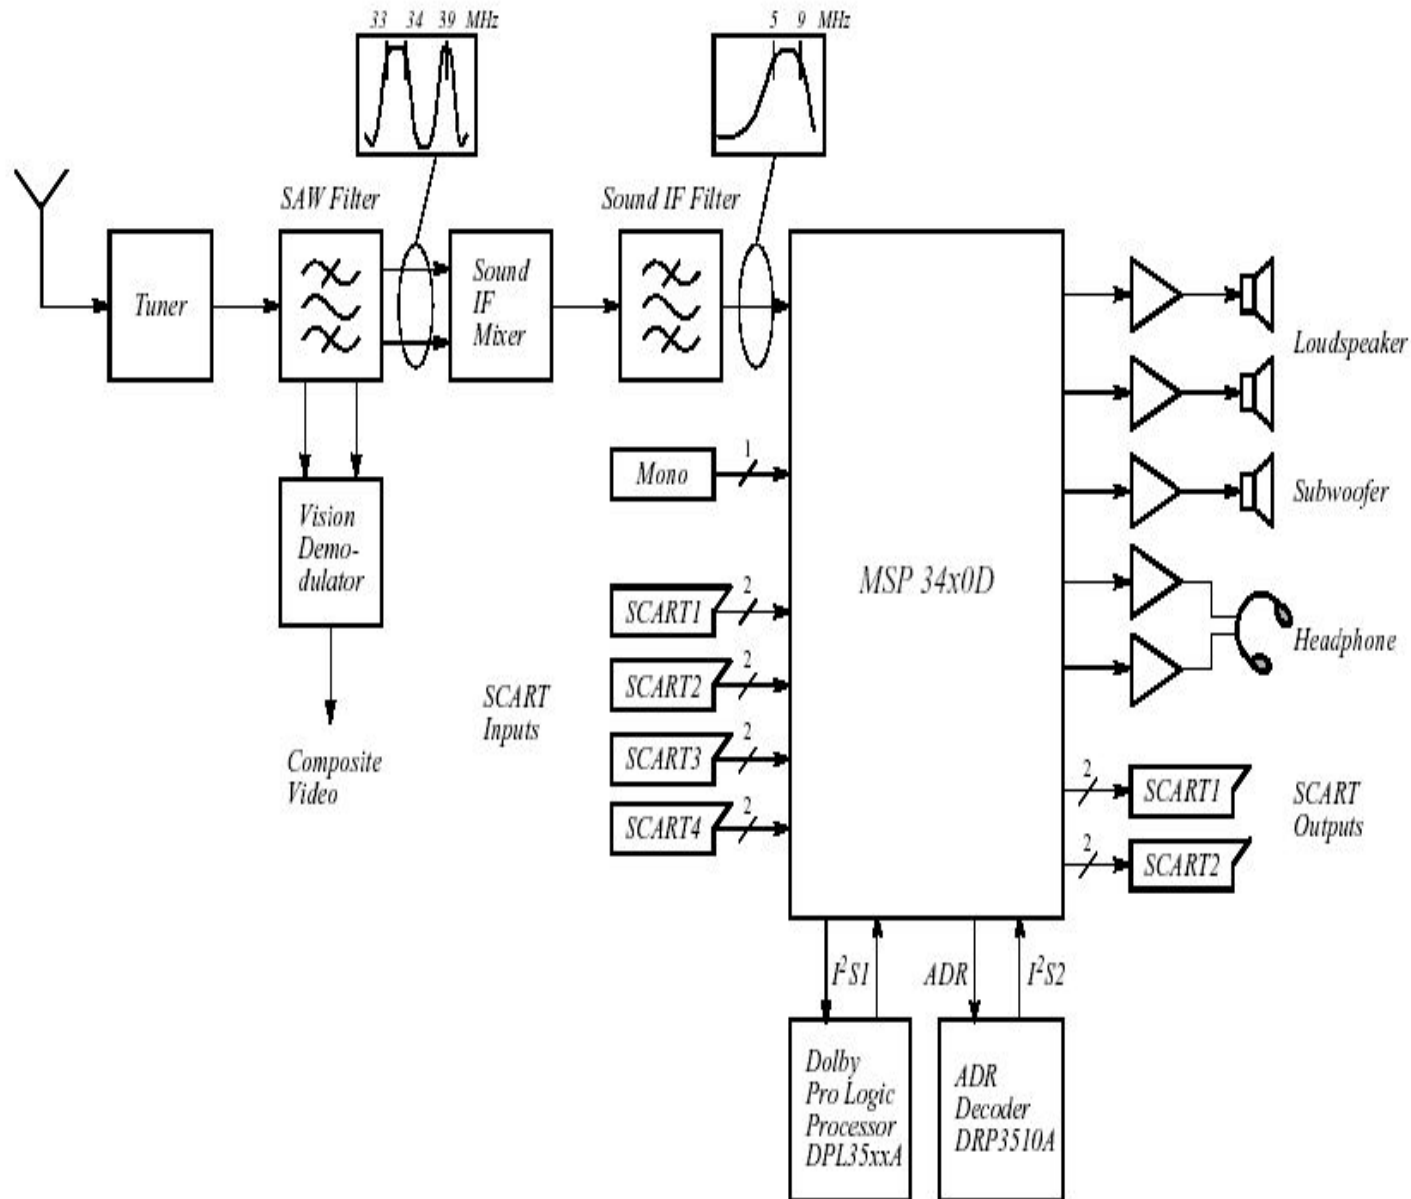 33 34 39 MHz
5 9 MHz
SAW Filter
Sound IF Filter
Tuner
Sound
IF
Mixer
Loudspeaker
Mono
1
Subwoofer
Vision
Demo-
dulator
MSP 34x0D
SCART1
2
Headphone
SCART
Inputs
SCART2
2
SCART3
2
SCART4
2
Composite
Video
2
SCART1
SCART
Outputs
2
SCART2
I²S1
ADR
I²S2
Dolby
Pro Logic
Processor
DPL35xxA
ADR
Decoder
DRP3510A